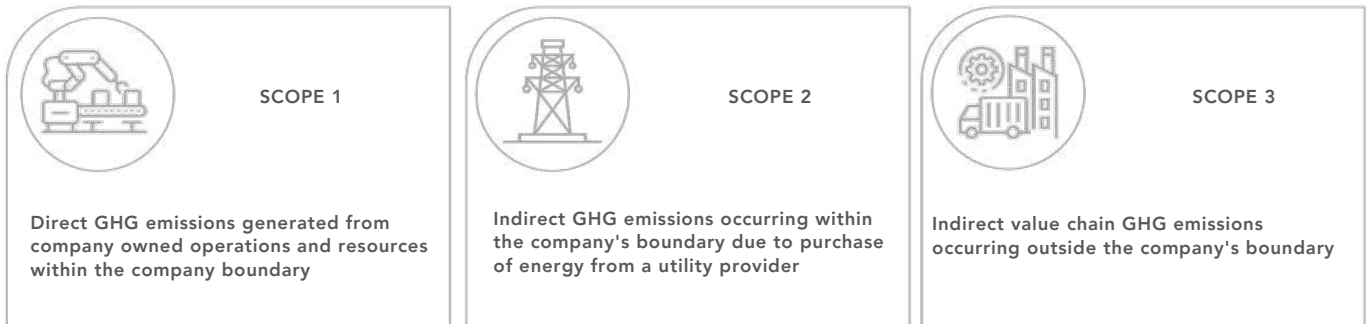 SCOPE 1
Direct GHG emissions generated from
company owned operations and resources
within the company boundary
SCOPE 2
Indirect GHG emissions occurring within
the company's boundary due to purchase
of energy from a utility provider
SCOPE 3
Indirect value chain GHG emissions
occurring outside the company's boundary